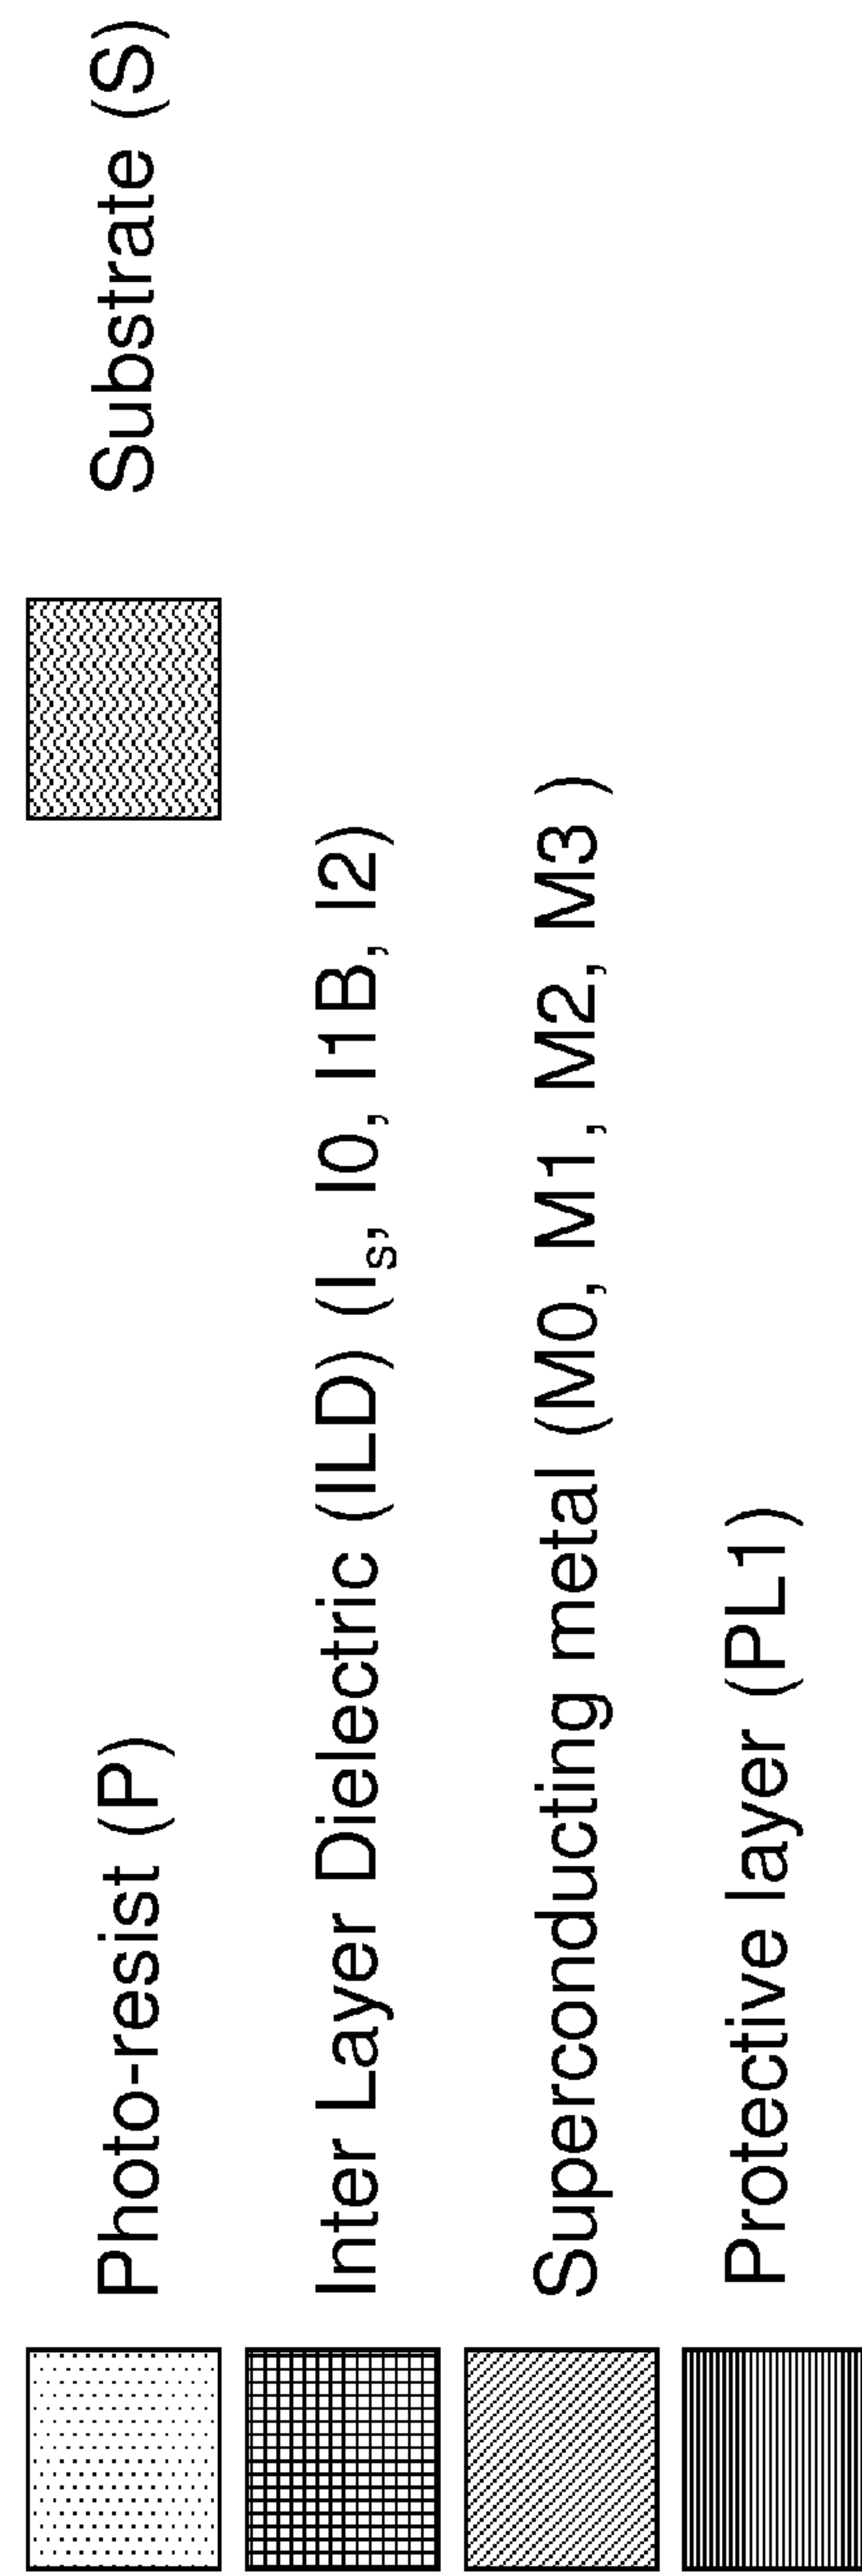 Photo-resist (P)
Substrate (S)
Inter Layer Dielectric (ILD) (Is, I0, I1B, I2)
Superconducting metal (M0, M1, M2, M3 )
Protective layer (PL1)